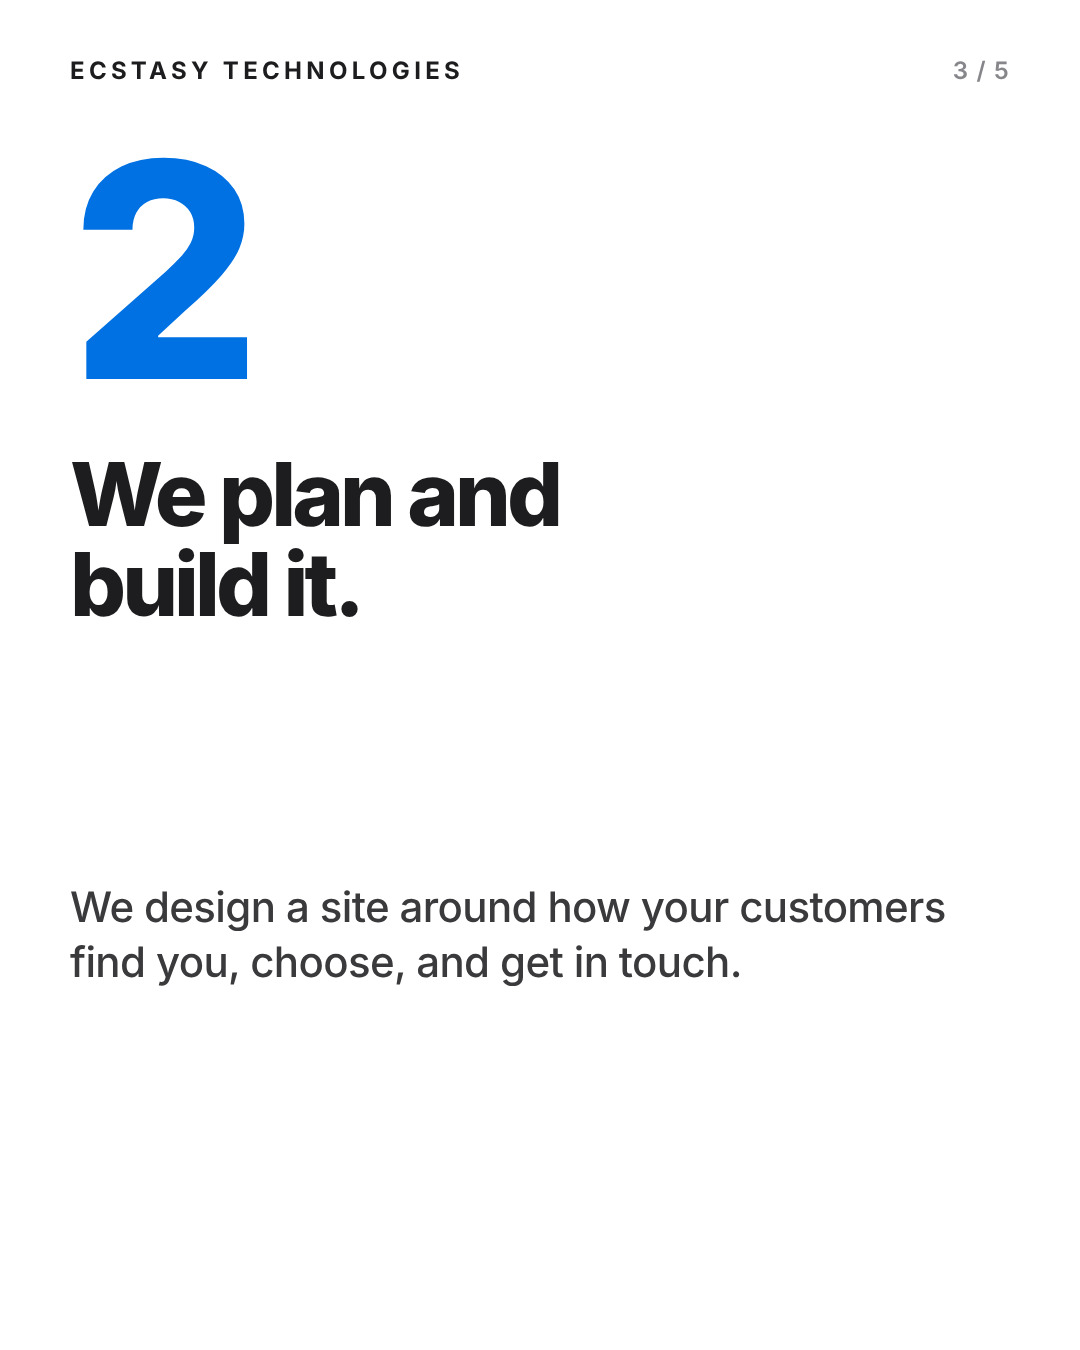 ECSTASY TECHNOLOGIES
3 / 5
2
We plan and
build it.
We design a site around how your customers
find you, choose, and get in touch.